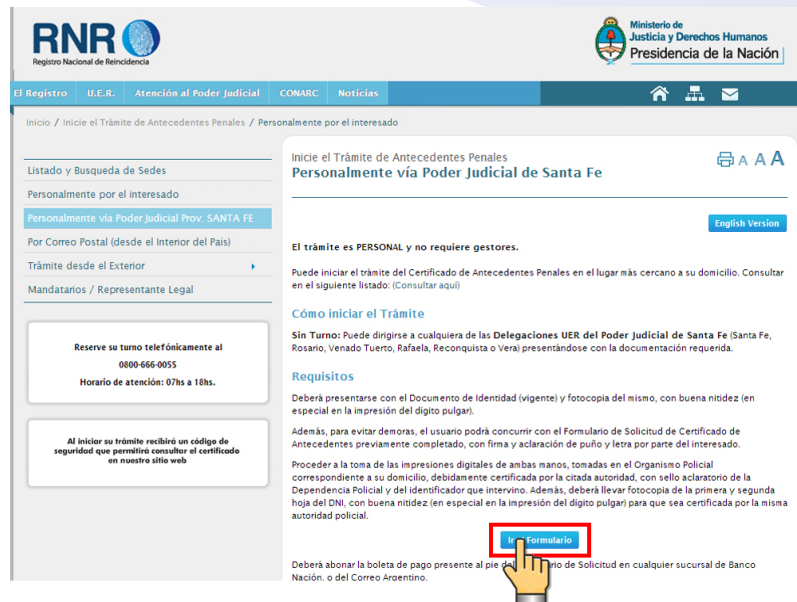 RNR
Registro Nacional de Reincidencia
Ministerio de
Justicia y Derechos Humanos
Presidencia de la Nación
El Registro U.E.R. Atención al Poder Judicial CONARC Noticias
Inicio / Inicie el Trámite de Antecedentes Penales / Personalmente por el interesado
Listado y Busqueda de Sedes
Personalmente por el interesado
Personalmente via Poder Judicial Prov. SANTA FE
Por Correo Postal (desde el Interior del Pais)
Trámite desde el Exterior
Mandatarios / Representante Legal
Reserve su turno telefónicamente al
0800-666-0055
Horario de atención: 07hs a 18hs.
Al iniciar su trámite recibirá un código de
seguridad que permitirá consultar el certificado
en nuestro sitio web
Inicie el Trámite de Antecedentes Penales
Personalmente vía Poder Judicial de Santa Fe
A A A
English Version
El trámite es PERSONAL y no requiere gestores.
Puede iniciar el trámite del Certificado de Antecedentes Penales en el lugar más cercano a su domicilio. Consultar
en el siguiente listado: (Consultar aquí)
Cómo iniciar el Trámite
Sin Turno: Puede dirigirse a cualquiera de las Delegaciones UER del Poder Judicial de Santa Fe (Santa Fe,
Rosario, Venado Tuerto, Rafaela, Reconquista o Vera) presentándose con la documentación requerida.
Requisitos
Deberá presentarse con el Documento de Identidad (vigente) y fotocopia del mismo, con buena nitidez (en
especial en la impresión del dígito pulgar).
Además, para evitar demoras, el usuario podrá concurrir con el Formulario de Solicitud de Certificado de
Antecedentes previamente completado, con firma y aclaración de puño y letra por parte del interesado.
Proceder a la toma de las impresiones digitales de ambas manos, tomadas en el Organismo Policial
correspondiente a su domicilio, debidamente certificada por la citada autoridad, con sello aclaratorio de la
Dependencia Policial y del identificador que intervino. Además, deberá llevar fotocopia de la primera y segunda
hoja del DNI, con buena nitidez (en especial en la impresión del dígito pulgar) para que sea certificada por la misma
autoridad policial.
Formulario
Deberá abonar la boleta de pago presente al pie de Solicitud en cualquier sucursal de Banco
Nación, o del Correo Argentino.